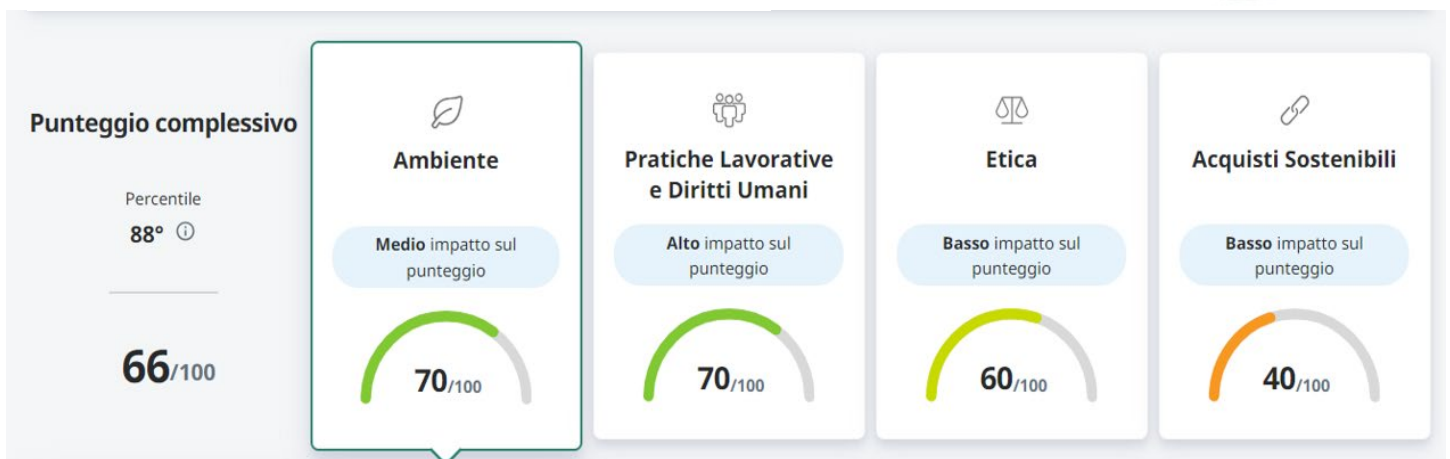 Punteggio complessivo
Percentile
88°
66/100
Ambiente
Medio impatto sul
punteggio
70/100
Pratiche Lavorative
e Diritti Umani
Alto impatto sul
punteggio
70/100
Etica
Basso impatto sul
punteggio
60/100
Acquisti Sostenibili
Basso impatto sul
punteggio
40/100